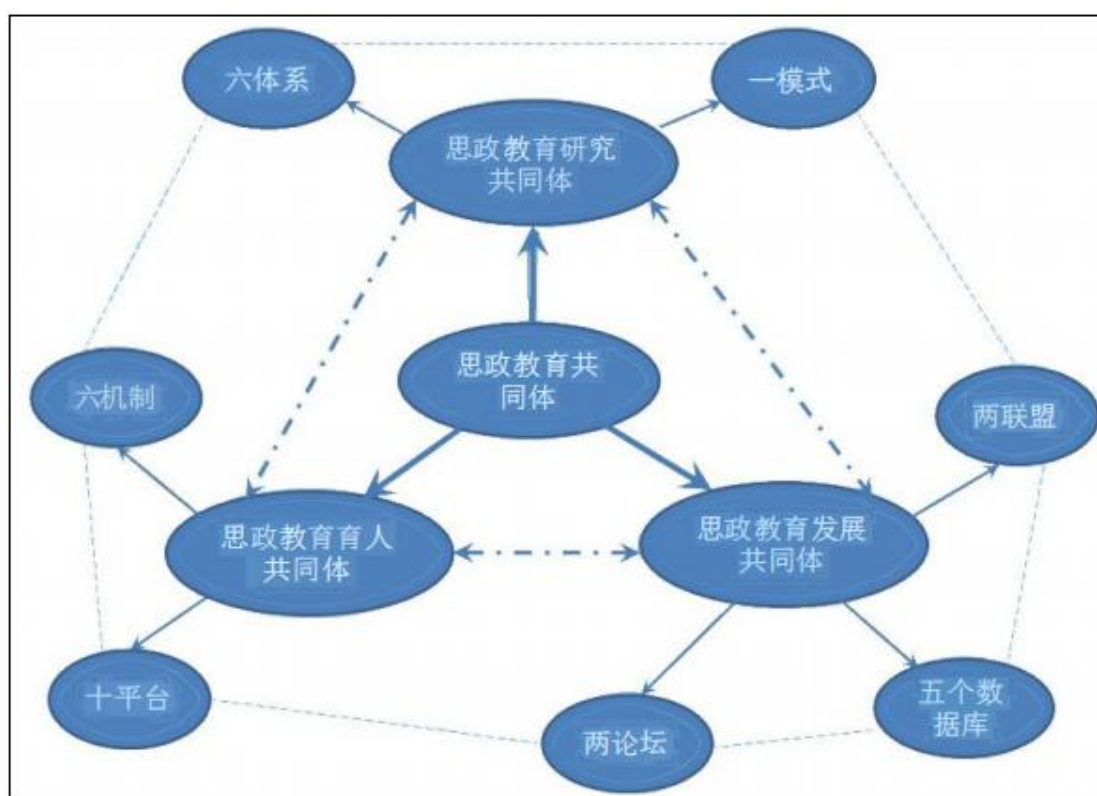 六体系
一模式
思政教育研究
共同体
思政教育共
同体
六机制
两联盟
思政教育育人
共同体
思政教育发展
共同体
十平台
两论坛
五个数
据库